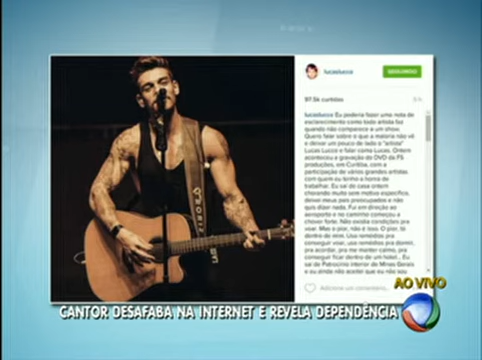 lucaslucco
SEGUINDO
97.5k curtidas
lucaslucco Eu poderia fazer uma nota de
esclarecimento como todo artista faz
quando não comparece a um show.
Quero falar sobre o que a maioria não vê
e deixar um pouco de lado o "artista"
Lucas Lucco e falar como Lucas. Ontem
aconteceu a gravação do DVD da FS
produções, em Curitiba, com a
participação de vários grandes artistas
com quem eu tenho a honra de
trabalhar. Eu saí de casa ontem
chorando muito sem motivo específico,
deixei meus pais preocupados e não
quis dizer nada. Fui em direção ao
aeroporto e no caminho começou a
chover forte. Não existia condições pra
voar. Mas o pior, não é isso. O pior, tá
dentro de mim. Uso remédios pra
conseguir voar, uso remédios pra dormir,
pra acordar, pra me manter calmo, pra
conseguir ficar dentro de um hotel... Eu
sai de Patrocínio interior de Minas Gerais
e eu ainda não aceitei que eu não sou
Adicione um comentário...
AO VIVO
CANTOR DESAFABA NA INTERNET E REVELA DEPENDÊNCIA